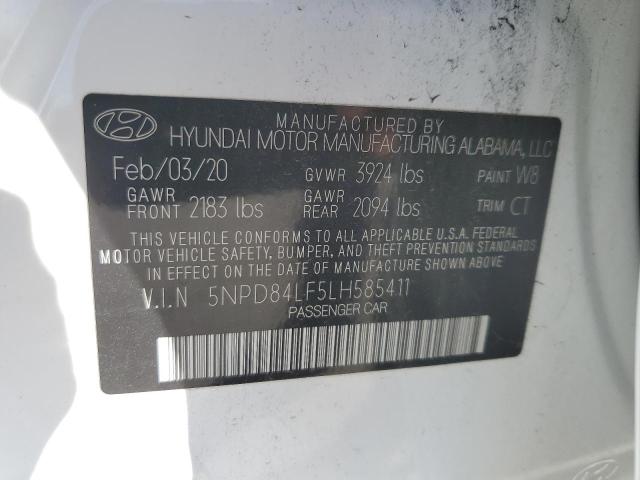 MANUFACTURED BY
HYUNDAI MOTOR MANUFACTURING ALABAMA, LLC
Feb/03/20 GVWR 3924 lbs PAINT W8
GAWR FRONT 2183 lbs GAWR REAR 2094 lbs TRIM CT
THIS VEHICLE CONFORMS TO ALL APPLICABLE U.S.A. FEDERAL
MOTOR VEHICLE SAFETY, BUMPER, AND THEFT PREVENTION STANDARDS
IN EFFECT ON THE DATE OF MANUFACTURE SHOWN ABOVE.
V.I.N 5NPD84LF5LH585411
PASSENGER CAR